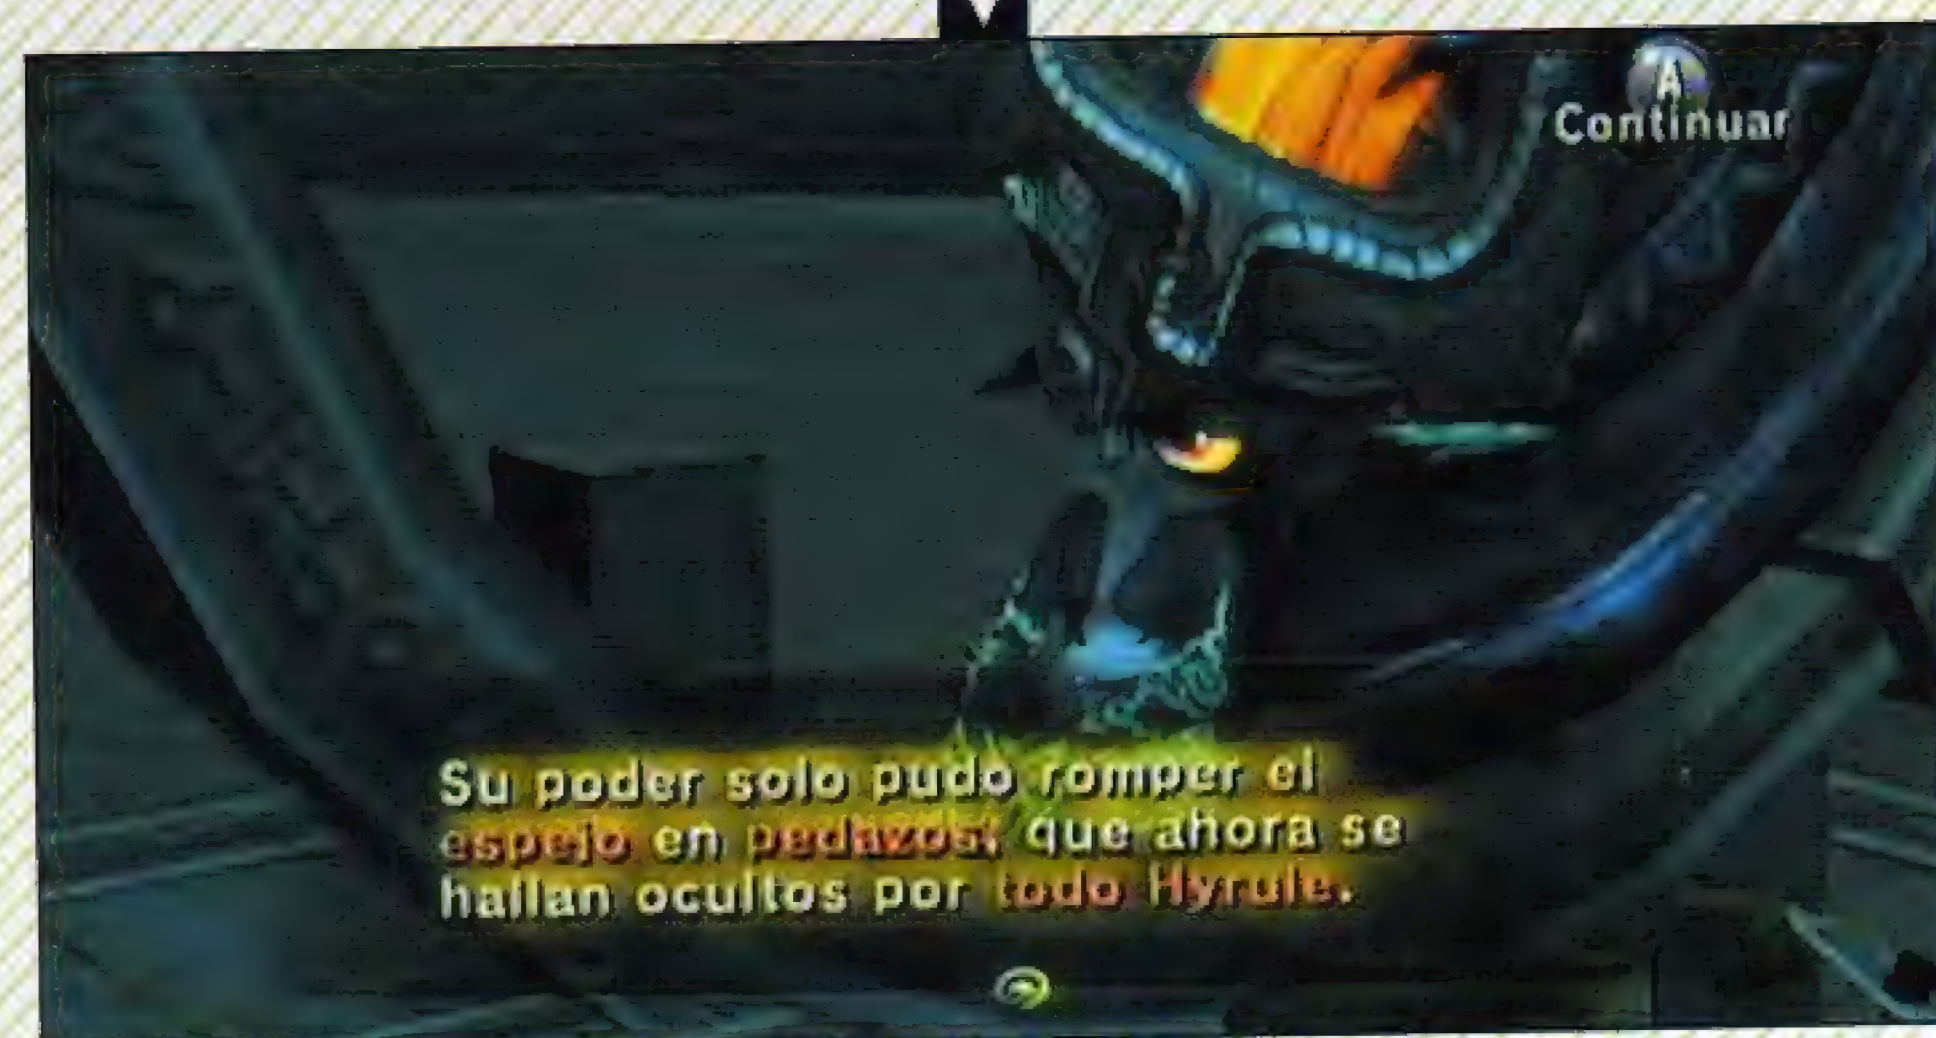 A
Continuar
Su poder solo pudo romper el
espejo en pedazos, que ahora se
hallan ocultos por todo Hyrule.